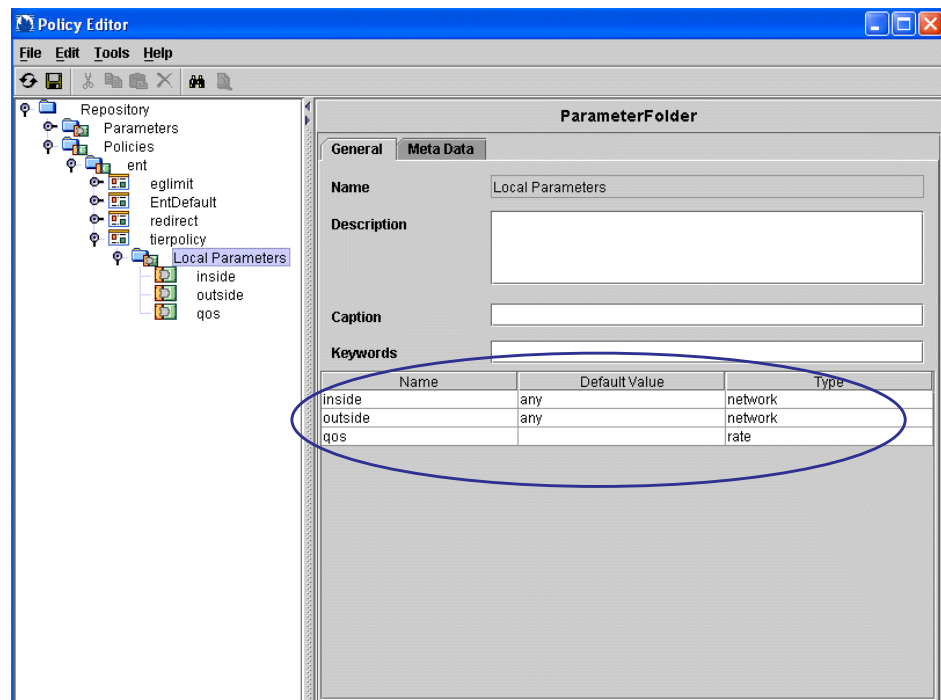 Policy Editor
File Edit Tools Help
Repository
Parameters
Policies
ent
eglimit
EntDefault
redirect
tierpolicy
Local Parameters
inside
outside
qos
ParameterFolder
General Meta Data
Name Local Parameters
Description
Caption
Keywords
Name Default Value Type
inside any network
outside any network
qos rate